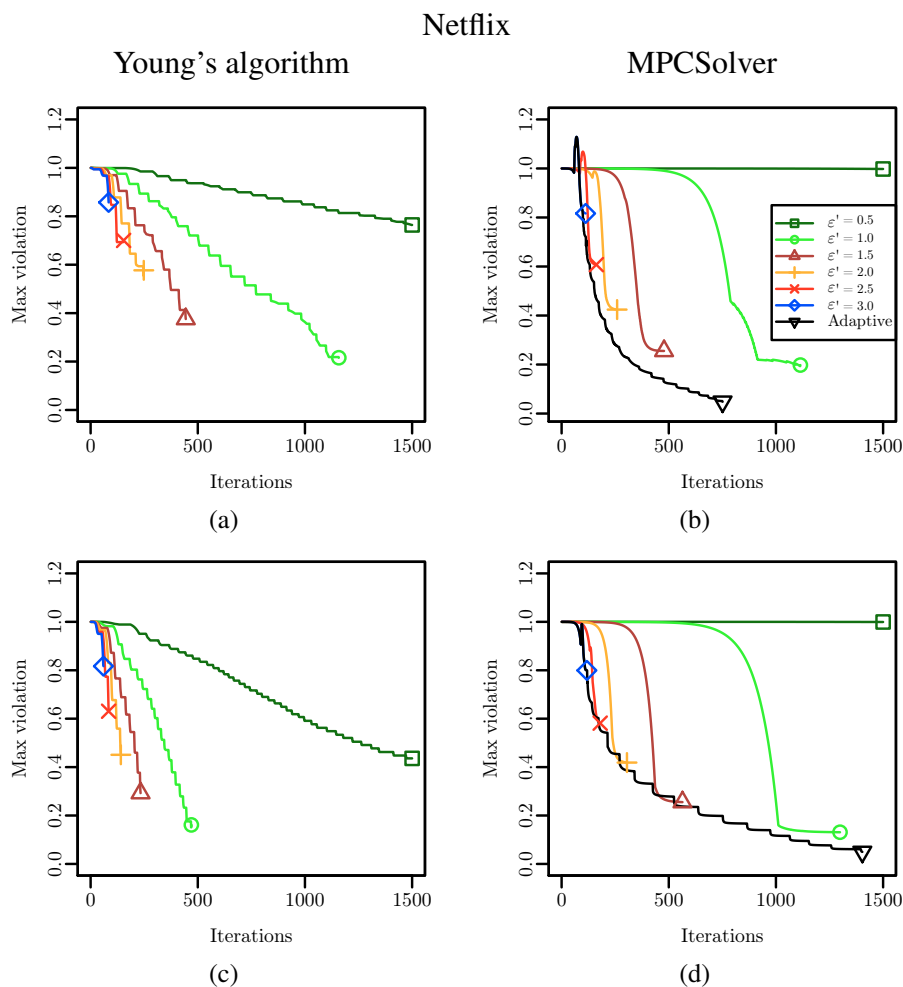 Netflix
Young's algorithm
MPCSolver
Max violation
0.0 0.2 0.4 0.6 0.8 1.0 1.2
0 500 1000 1500
Iterations
(a)
Max violation
0.0 0.2 0.4 0.6 0.8 1.0 1.2
ε' = 0.5
ε' = 1.0
ε' = 1.5
ε' = 2.0
ε' = 2.5
ε' = 3.0
Adaptive
0 500 1000 1500
Iterations
(b)
Max violation
0.0 0.2 0.4 0.6 0.8 1.0 1.2
0 500 1000 1500
Iterations
(c)
Max violation
0.0 0.2 0.4 0.6 0.8 1.0 1.2
0 500 1000 1500
Iterations
(d)